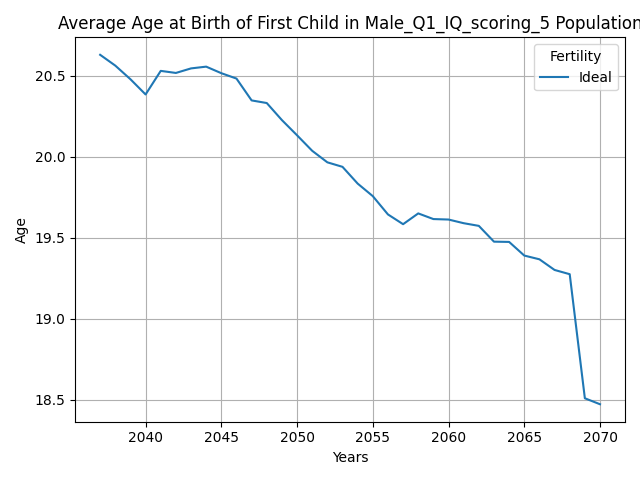 Average Age at Birth of First Child in Male_Q1_IQ_scoring_5 Population
Fertility
Ideal
20.5
20.0
19.5
19.0
18.5
Age
2040 2045 2050 2055 2060 2065 2070
Years